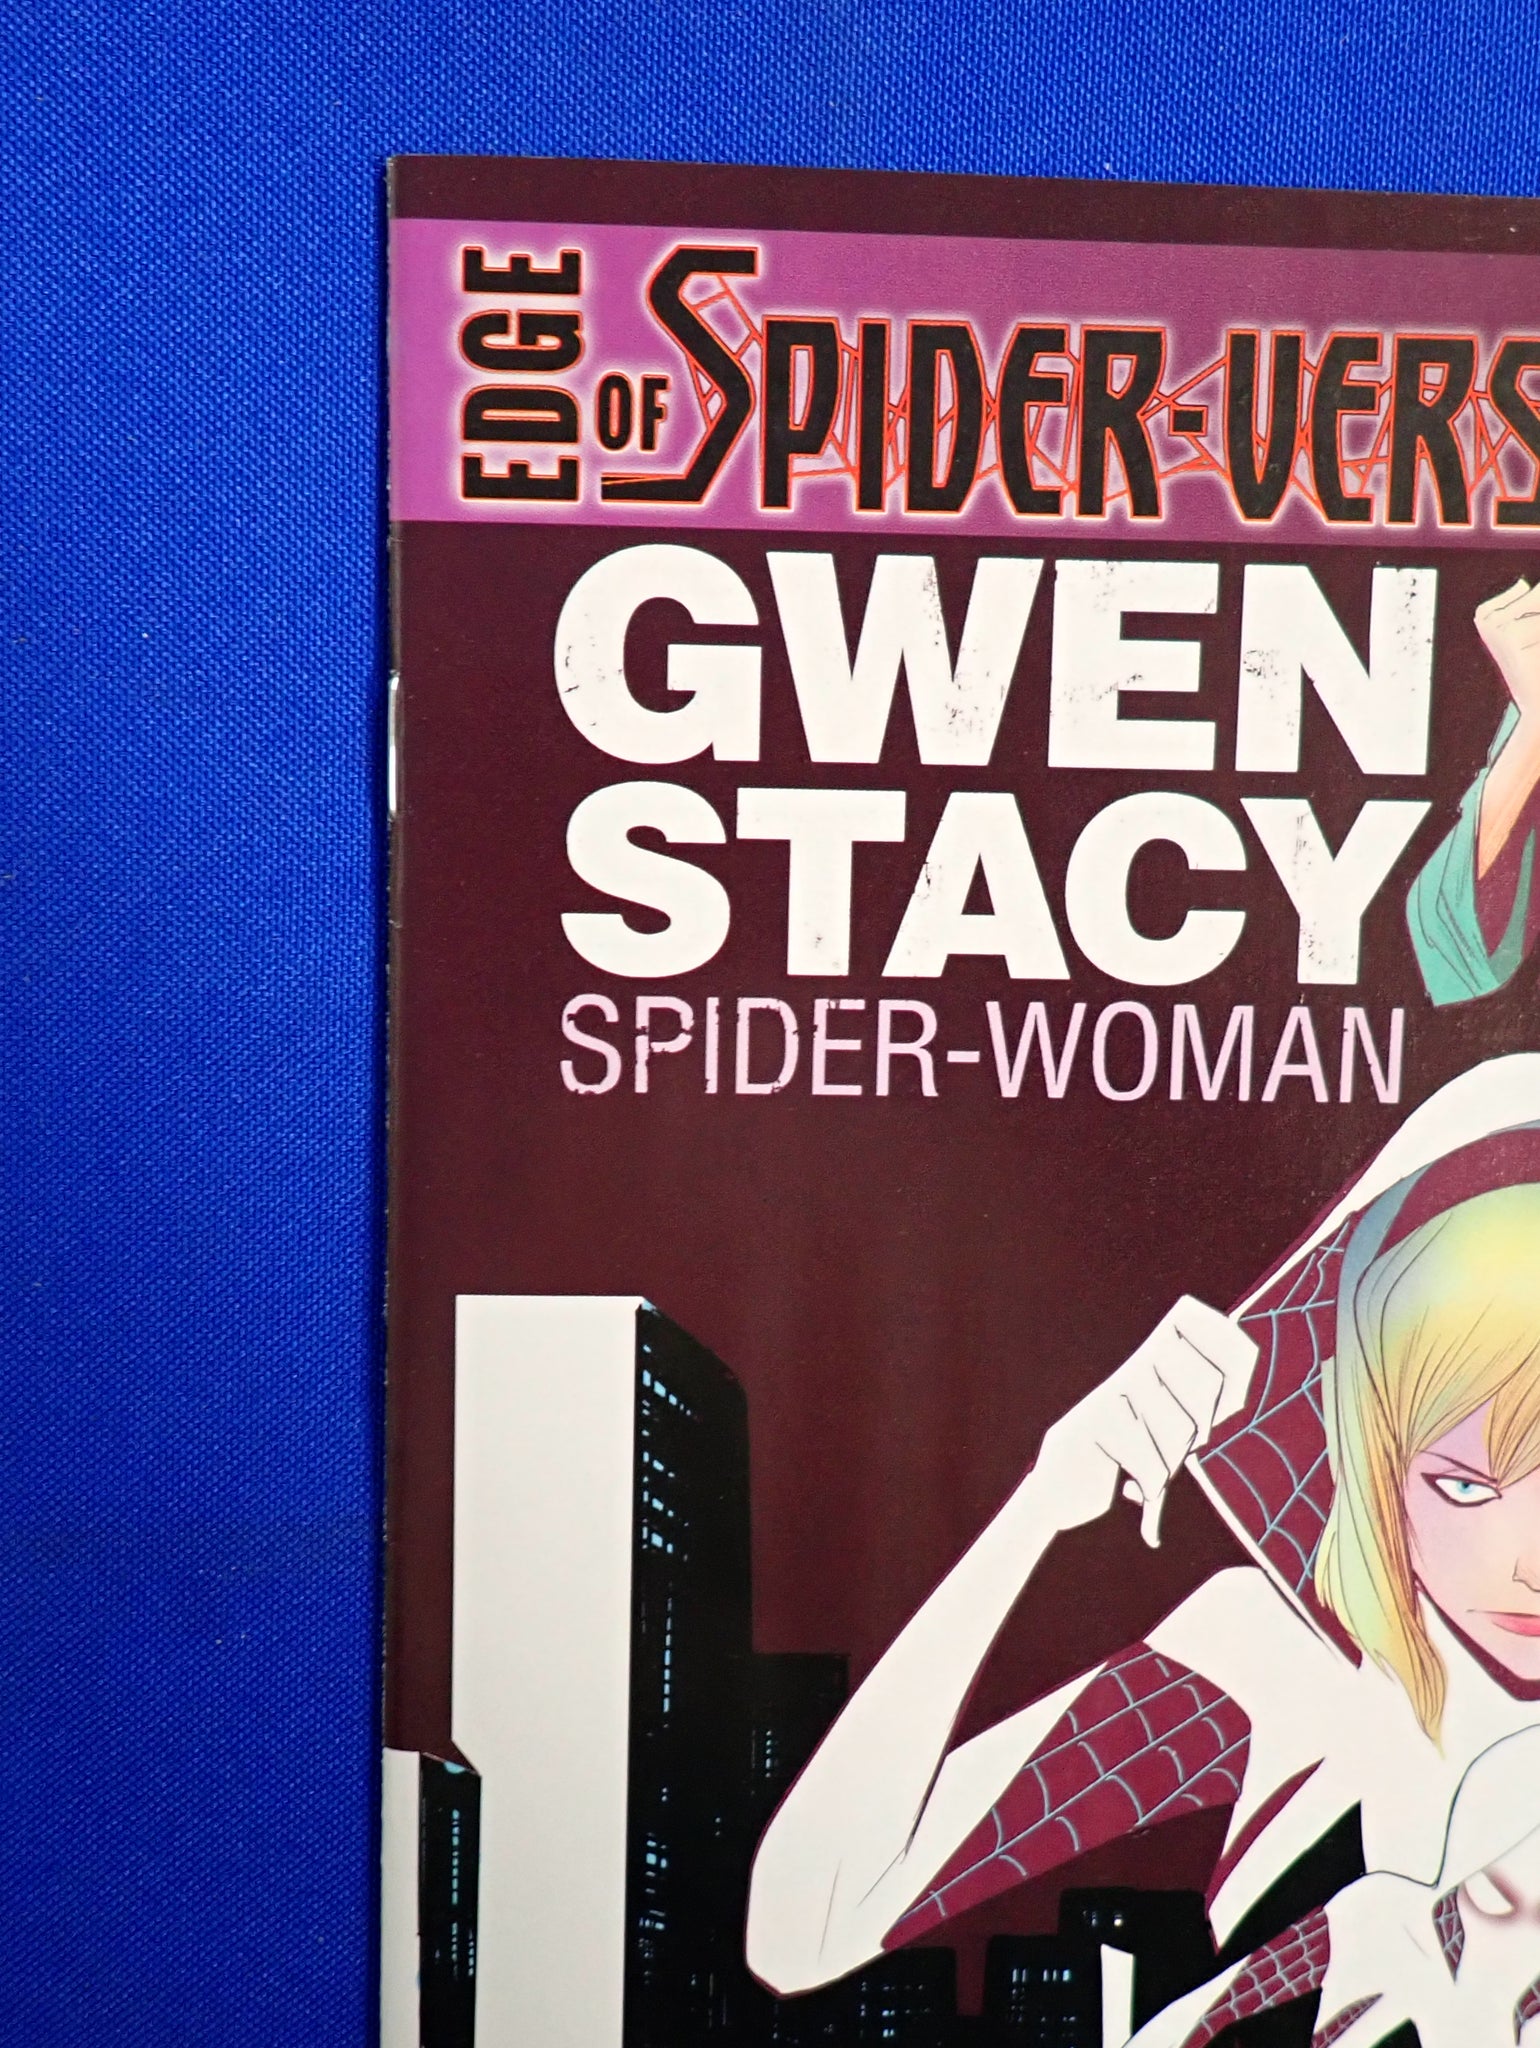 EDGE OF SPIDER-VERS
GWEN
STACY
SPIDER-WOMAN